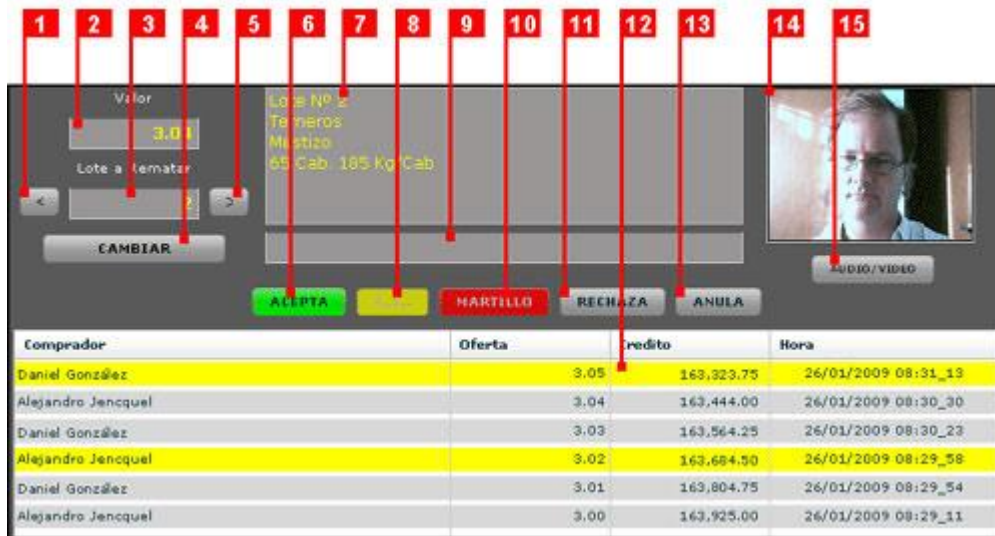 1 2 3 4 5 6 7 8 9 10 11 12 13 14 15
Valor
3.04
Lote a Rematar
< 2 >
CAMBIAR
Lote Nº 2
Terneros
Mestizo
65 Cab. 185 Kg/Cab
AUDIO/VIDEO
ACEPTA MARTILLO RECHAZA ANULA
Comprador Oferta Credito Hora
Daniel González 3.05 163,323.75 26/01/2009 08:31_13
Alejandro Jencquel 3.04 163,444.00 26/01/2009 08:30_30
Daniel González 3.03 163,564.25 26/01/2009 08:30_23
Alejandro Jencquel 3.02 163,684.50 26/01/2009 08:29_58
Daniel González 3.01 163,804.75 26/01/2009 08:29_54
Alejandro Jencquel 3.00 163,925.00 26/01/2009 08:29_11